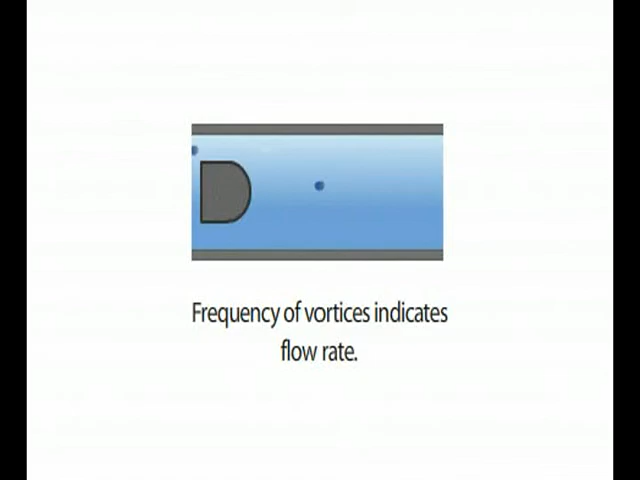 Frequency of vortices indicates
flow rate.